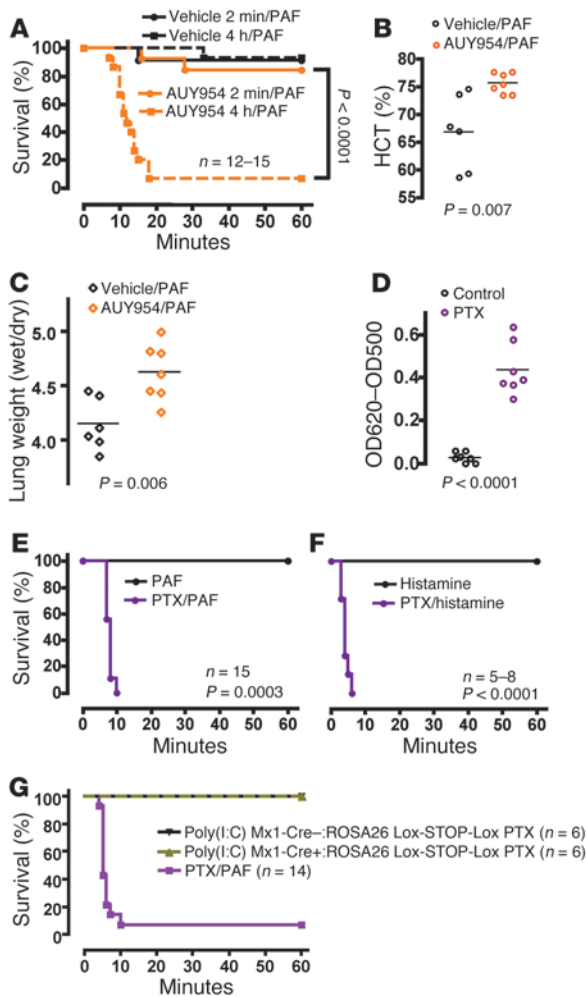 A
Vehicle 2 min/PAF
Vehicle 4 h/PAF
AUY954 2 min/PAF
AUY954 4 h/PAF
n = 12–15
P < 0.0001
Survival (%)
100
80
60
40
20
0
0 10 20 30 40 50 60
Minutes
B
Vehicle/PAF
AUY954/PAF
HCT (%)
80
75
70
65
60
55
P = 0.007
C
Vehicle/PAF
AUY954/PAF
Lung weight (wet/dry)
5.0
4.5
4.0
P = 0.006
D
Control
PTX
OD620–OD500
0.6
0.4
0.2
0.0
P < 0.0001
E
Survival (%)
100
80
60
40
20
0
PAF
PTX/PAF
n = 15
P = 0.0003
0 10 20 30 40 50 60
Minutes
F
100
80
60
40
20
0
Histamine
PTX/histamine
n = 5–8
P < 0.0001
0 10 20 30 40 50 60
Minutes
G
Survival (%)
100
80
60
40
20
0
Poly(I:C) Mx1-Cre–:ROSA26 Lox-STOP-Lox PTX (n = 6)
Poly(I:C) Mx1-Cre+:ROSA26 Lox-STOP-Lox PTX (n = 6)
PTX/PAF (n = 14)
0 10 20 30 40 50 60
Minutes